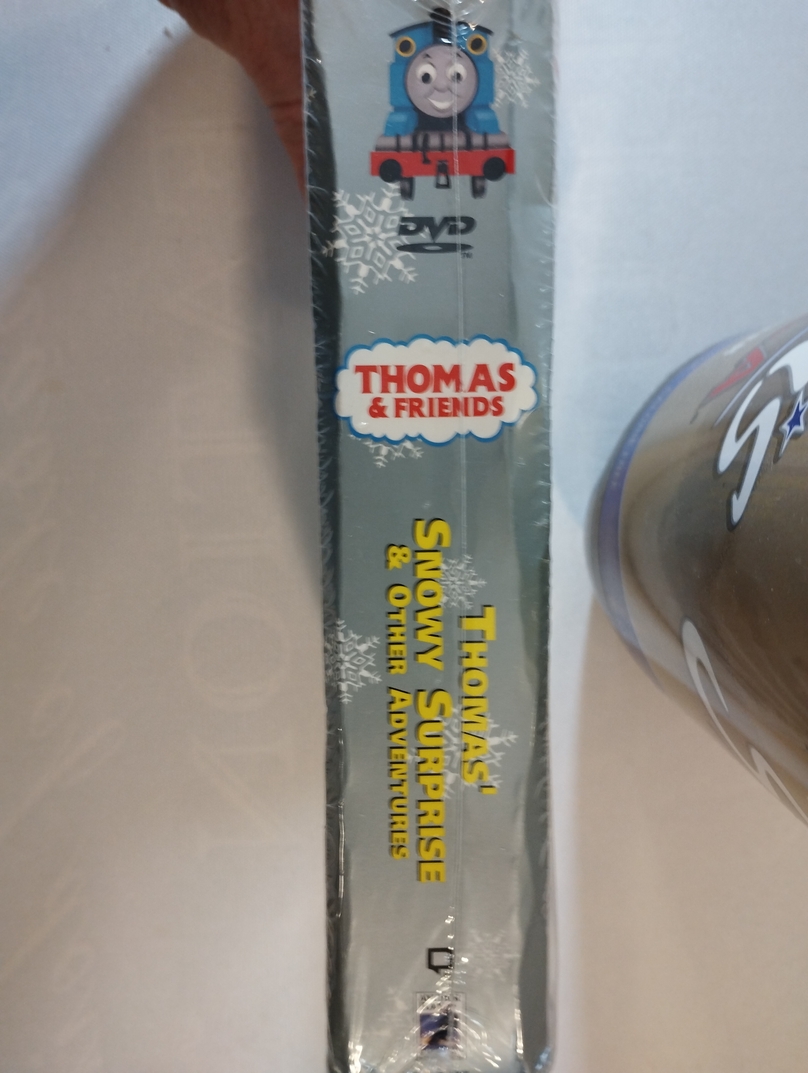 DVD
THOMAS
& FRIENDS
THOMAS'
SNOWY SURPRISE
& OTHER ADVENTURES